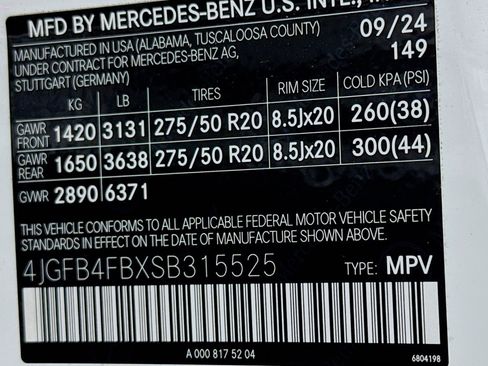 MFD BY MERCEDES-BENZ U.S. INTL., IN
MANUFACTURED IN USA (ALABAMA, TUSCALOOSA COUNTY) 09/24
UNDER CONTRACT FOR MERCEDES-BENZ AG, 149
STUTTGART (GERMANY)
KG LB TIRES RIM SIZE COLD KPA (PSI)
GAWR FRONT 1420 3131 275/50 R20 8.5Jx20 260(38)
GAWR REAR 1650 3638 275/50 R20 8.5Jx20 300(44)
GVWR 2890 6371
THIS VEHICLE CONFORMS TO ALL APPLICABLE FEDERAL MOTOR VEHICLE SAFETY
STANDARDS IN EFFECT ON THE DATE OF MANUFACTURE SHOWN ABOVE.
4JGFB4FBXSB315525 TYPE: MPV
A 000 817 52 04
6804198